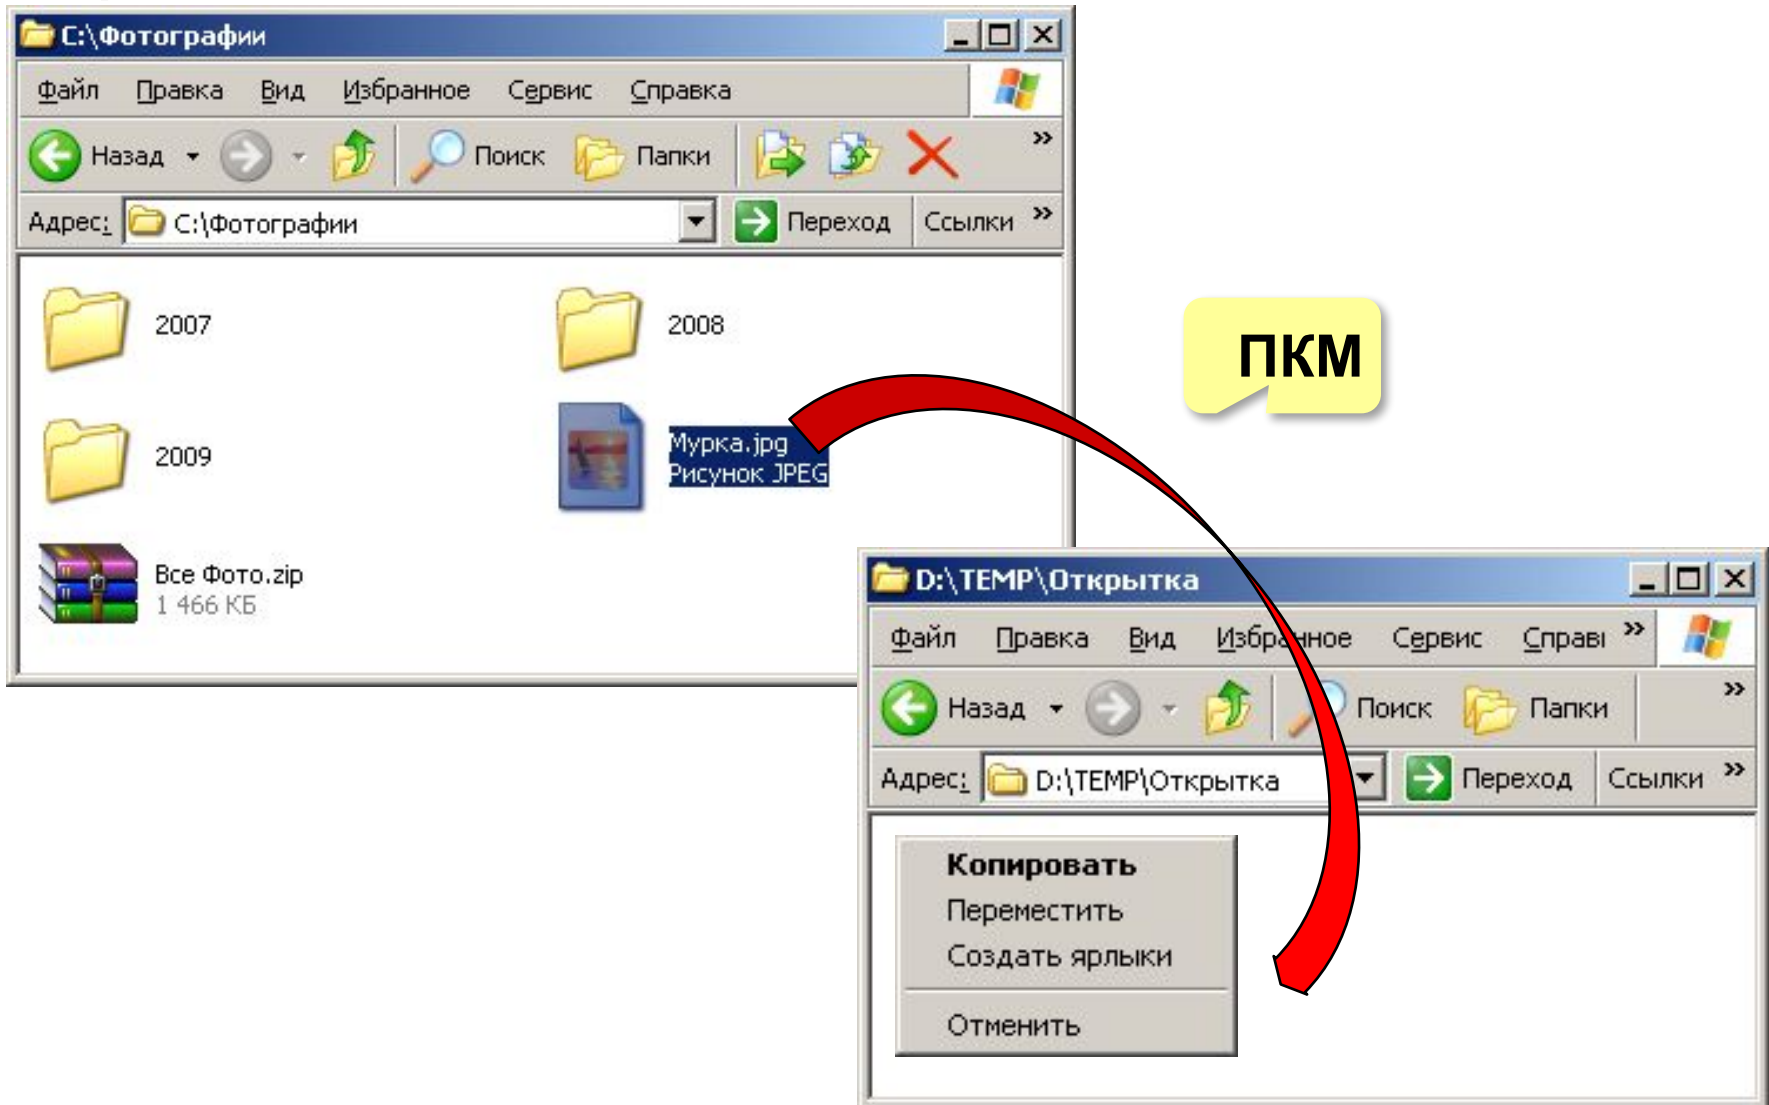 C:\Фотографии
Файл Правка Вид Избранное Сервис Справка
Назад Поиск Папки »
Адрес: C:\Фотографии Переход Ссылки »
2007 2008
2009 Мурка.jpg
Рисунок JPEG
Все Фото.zip
1 466 КБ
ПКМ
D:\TEMP\Открытка
Файл Правка Вид Избранное Сервис »
Назад Поиск Папки »
Адрес: D:\TEMP\Открытка Переход Ссылки »
Копировать
Переместить
Создать ярлыки
Отменить